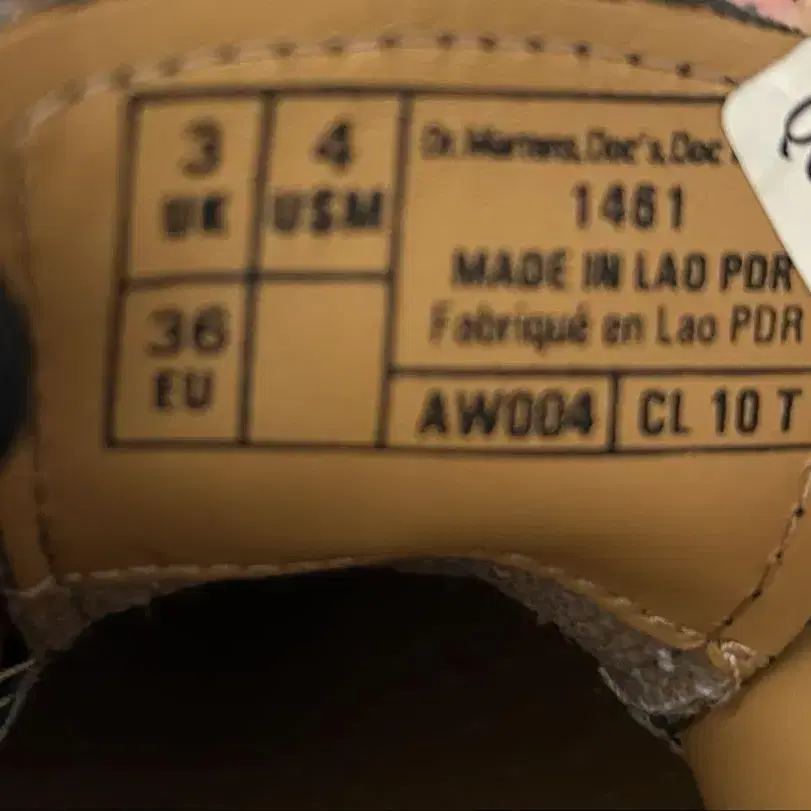 3
UK
4
USM
36
EU
Dr. Martens, Doc's, Doc
1461
MADE IN LAO PDR
Fabriqué en Lao PDR
AW004
CL 10 T